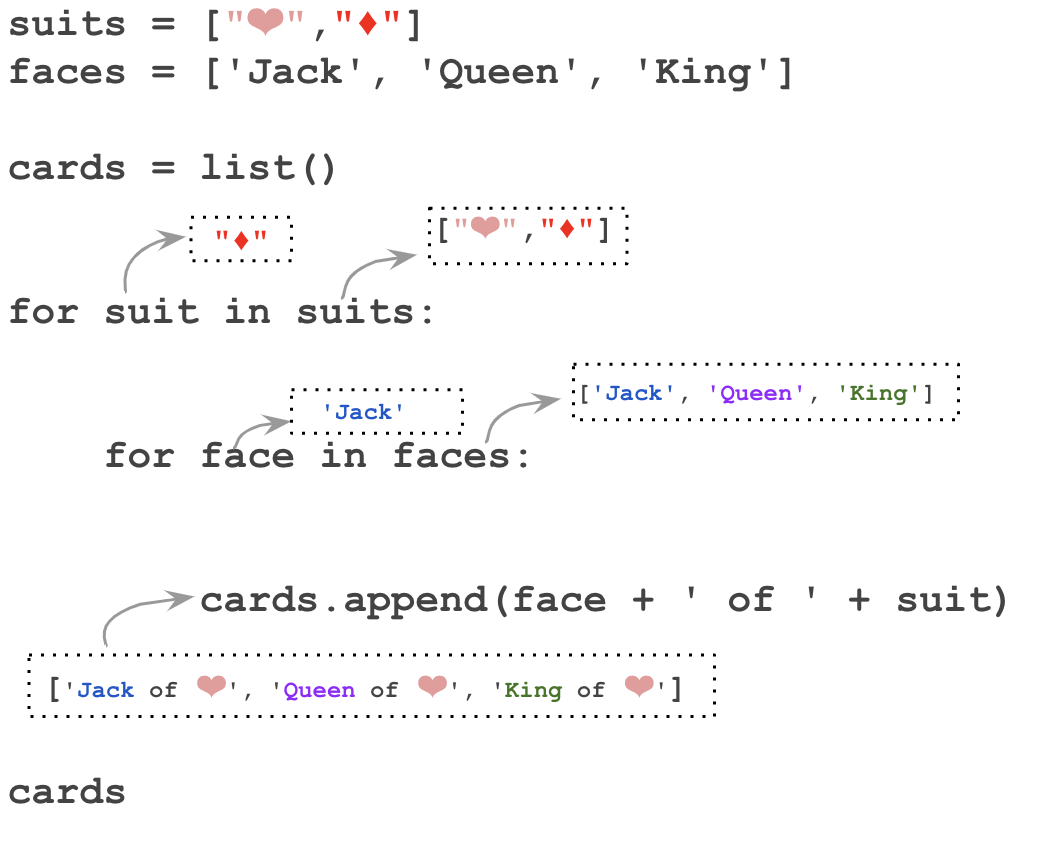 suits = ["❤","♦"]
faces = ['Jack', 'Queen', 'King']
cards = list()
"♦"
["❤","♦"]
for suit in suits:
['Jack', 'Queen', 'King']
'Jack'
for face in faces:
cards.append(face + ' of ' + suit)
['Jack of ❤', 'Queen of ❤', 'King of ❤']
cards